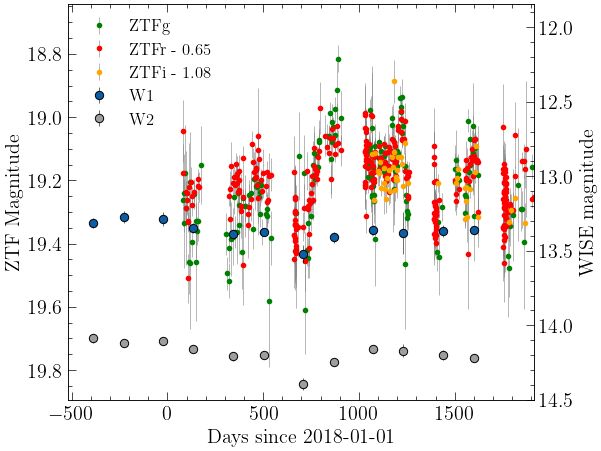 ZTFg
ZTFr - 0.65
ZTFi - 1.08
W1
W2
ZTF Magnitude
18.8
19.0
19.2
19.4
19.6
19.8
WISE magnitude
12.0
12.5
13.0
13.5
14.0
14.5
−500
0
500
1000
1500
Days since 2018-01-01